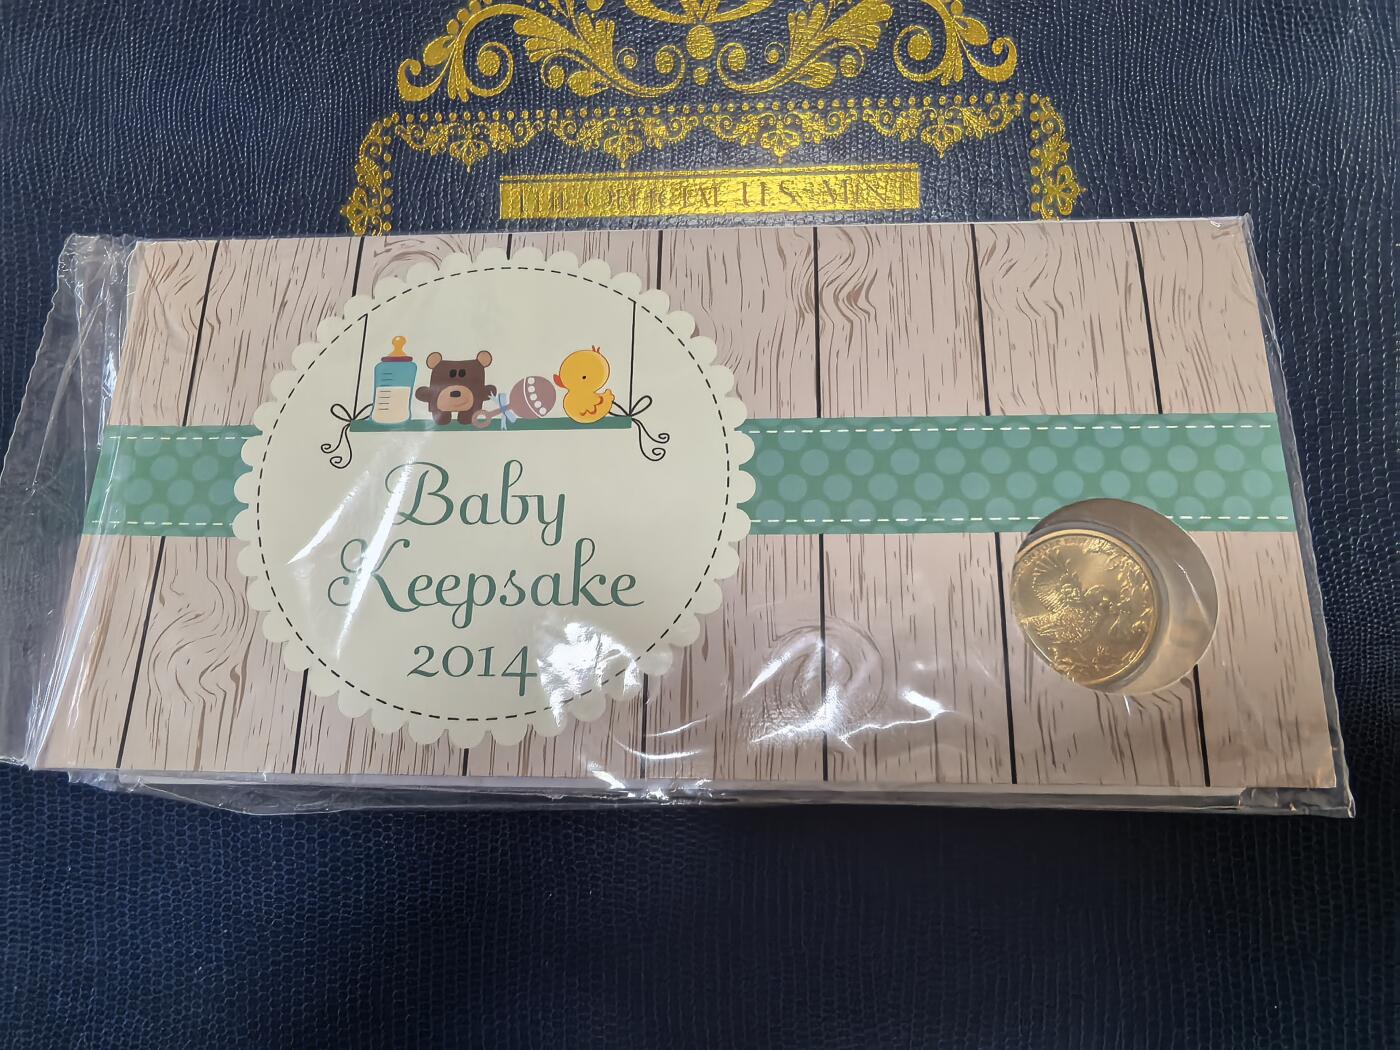 THE OFFICIAL U.S. MINT
Baby
Keepsake
2014